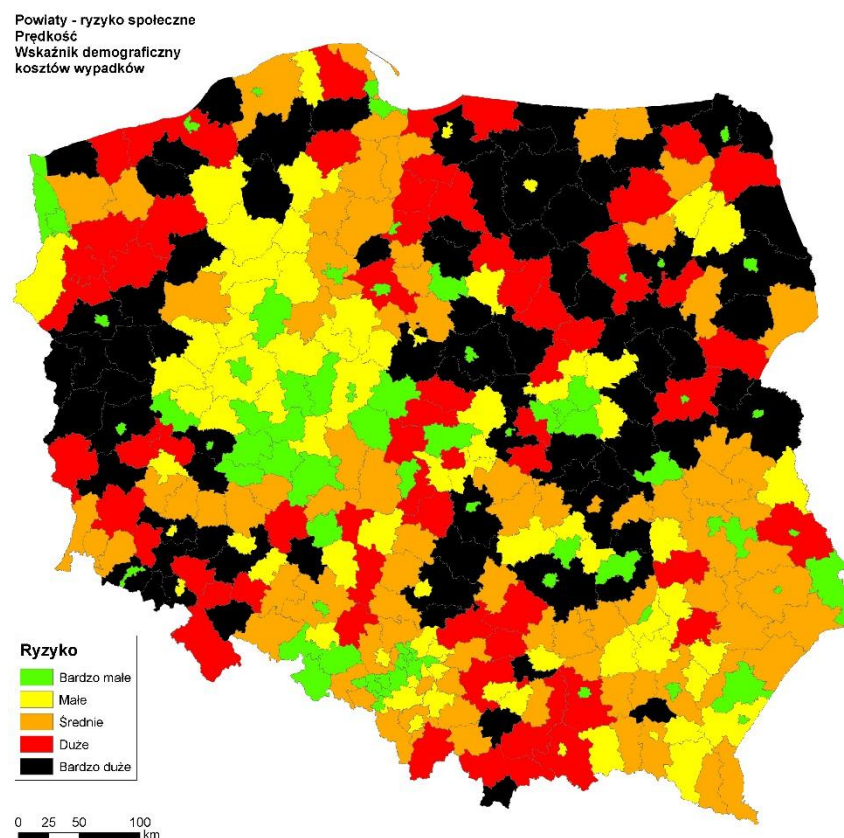 Powiaty - ryzyko społeczne
Prędkość
Wskaźnik demograficzny
kosztów wypadków
Ryzyko
Bardzo małe
Małe
Średnie
Duże
Bardzo duże
0 25 50 100
km